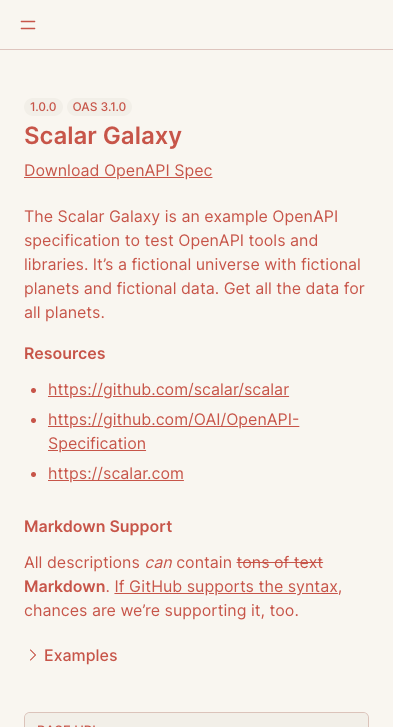 1.0.0 OAS 3.1.0
Scalar Galaxy
Download OpenAPI Spec
The Scalar Galaxy is an example OpenAPI
specification to test OpenAPI tools and
libraries. It’s a fictional universe with fictional
planets and fictional data. Get all the data for
all planets.
Resources
• https://github.com/scalar/scalar
• https://github.com/OAI/OpenAPI-
Specification
• https://scalar.com
Markdown Support
All descriptions can contain tons of text
Markdown. If GitHub supports the syntax,
chances are we’re supporting it, too.
Examples